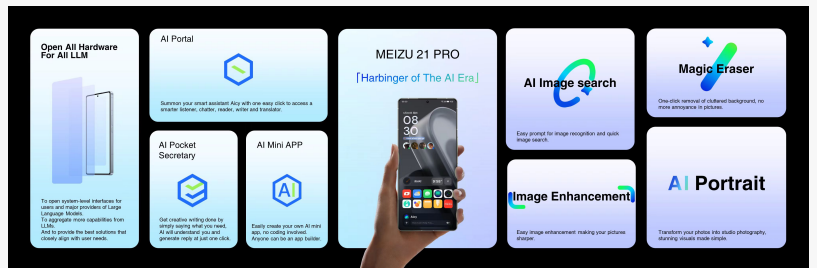 Open All Hardware
For All LLM
To open system-level interfaces for
users and major providers of Large
Language Models.
To aggregate more capabilities from
LLMs.
And to provide the best solutions that
closely align with user needs.
AI Portal
Summon your smart assistant Aicy with one easy click to access a
smarter listener, chatter, reader, writer and translator.
AI Pocket
Secretary
Get creative writing done by
simply saying what you need,
AI will understand you and
generate reply at just one click.
AI Mini APP
AI
Easily create your own AI mini
app, no coding involved.
Anyone can be an app builder.
MEIZU 21 PRO
「Harbinger of The AI Era」
08
30
AI Image search
Easy prompt for image recognition and quick
image search.
Image Enhancement
Easy image enhancement making your pictures
sharper.
Magic Eraser
One-click removal of cluttered background, no
more annoyance in pictures.
AI Portrait
Transform your photos into studio photography,
stunning visuals made simple.